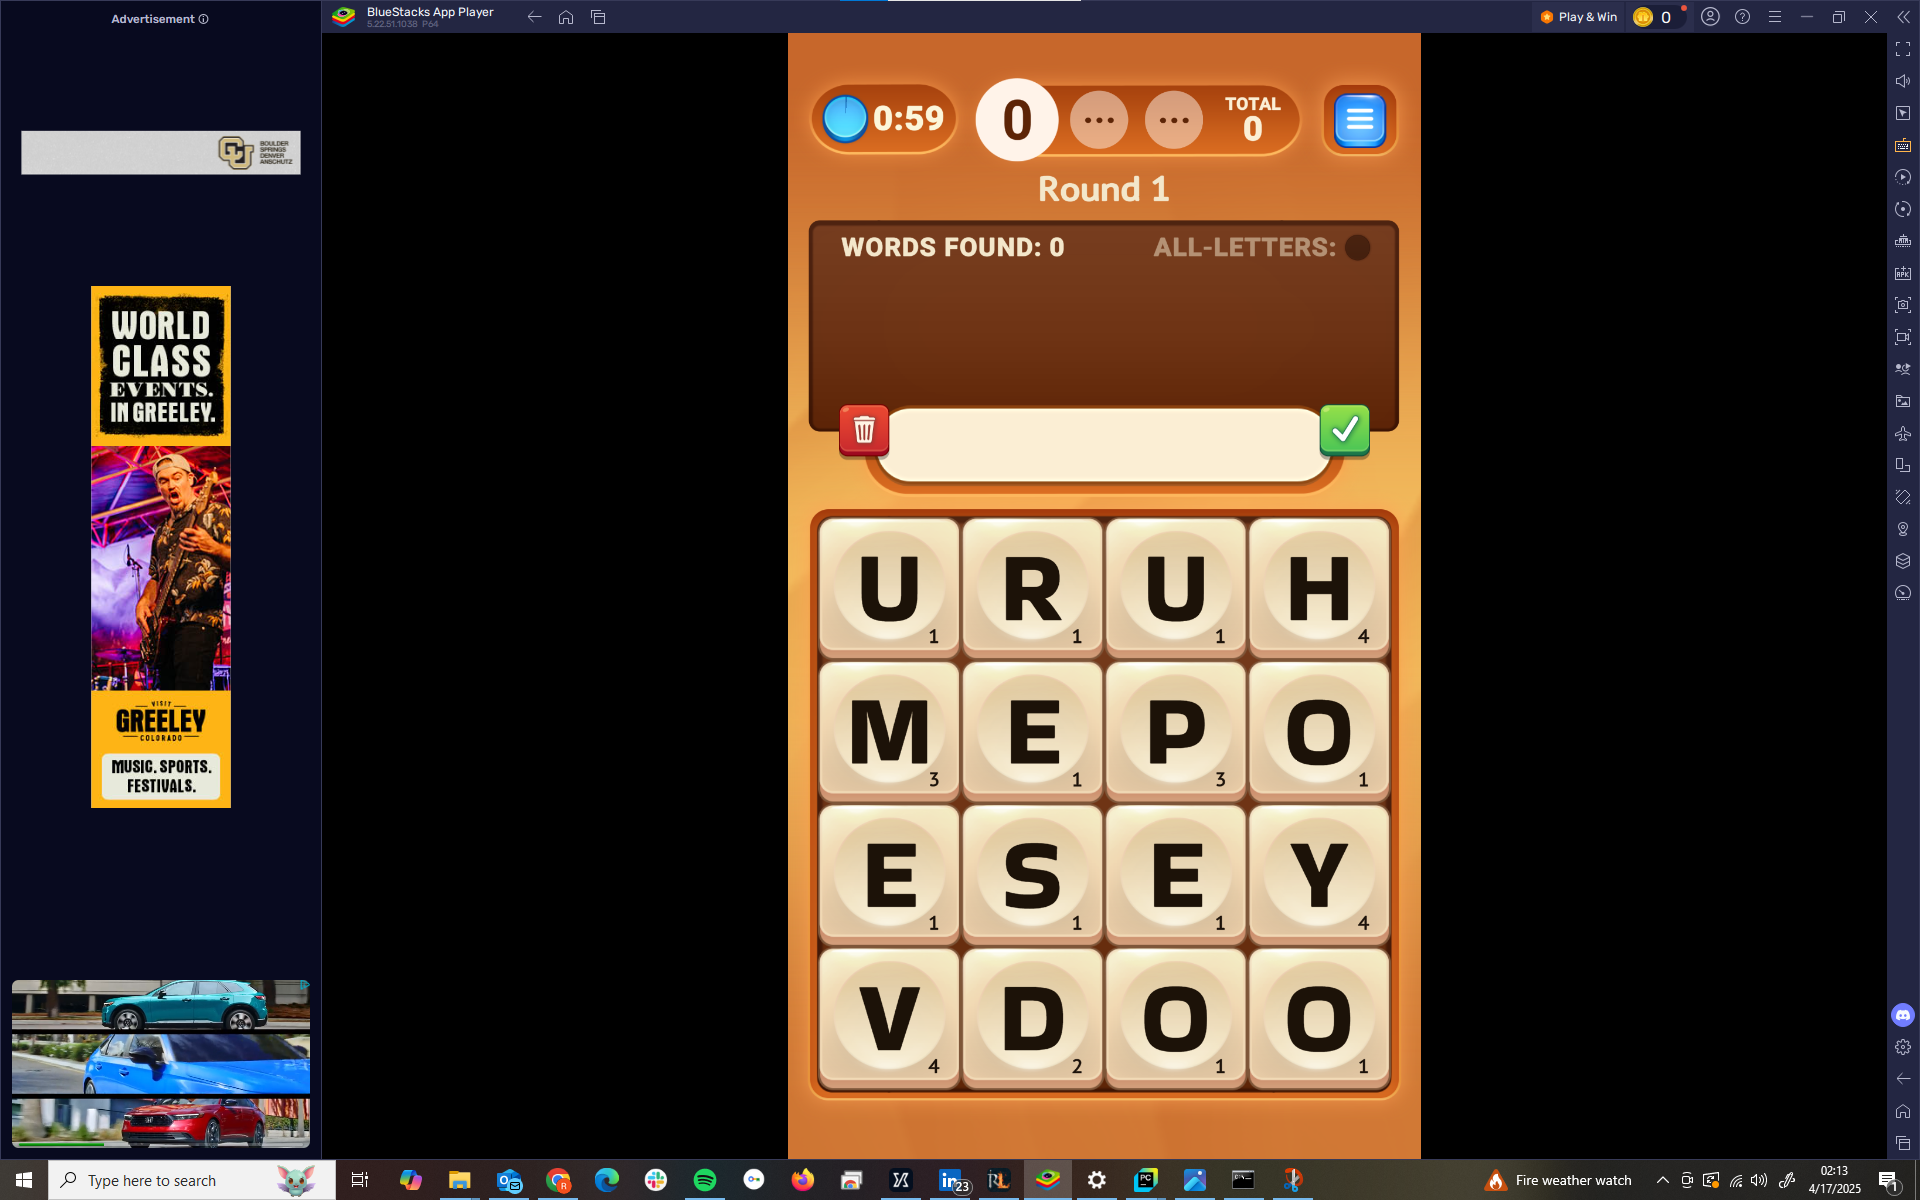 Advertisement
BlueStacks App Player
5.22.51.1038 P64
Play & Win
0
BOULDER
SPRINGS
DENVER
ANSCHUTZ
WORLD
CLASS
EVENTS.
IN GREELEY.
VISIT
GREELEY
COLORADO
MUSIC. SPORTS.
FESTIVALS.
0:59
0
...
...
TOTAL
0
Round 1
WORDS FOUND: 0
ALL-LETTERS:
U 1 R 1 U 1 H 4
M 3 E 1 P 3 O 1
E 1 S 1 E 1 Y 4
V 4 D 2 O 1 O 1
Type here to search
23
Fire weather watch
02:13
4/17/2025
1